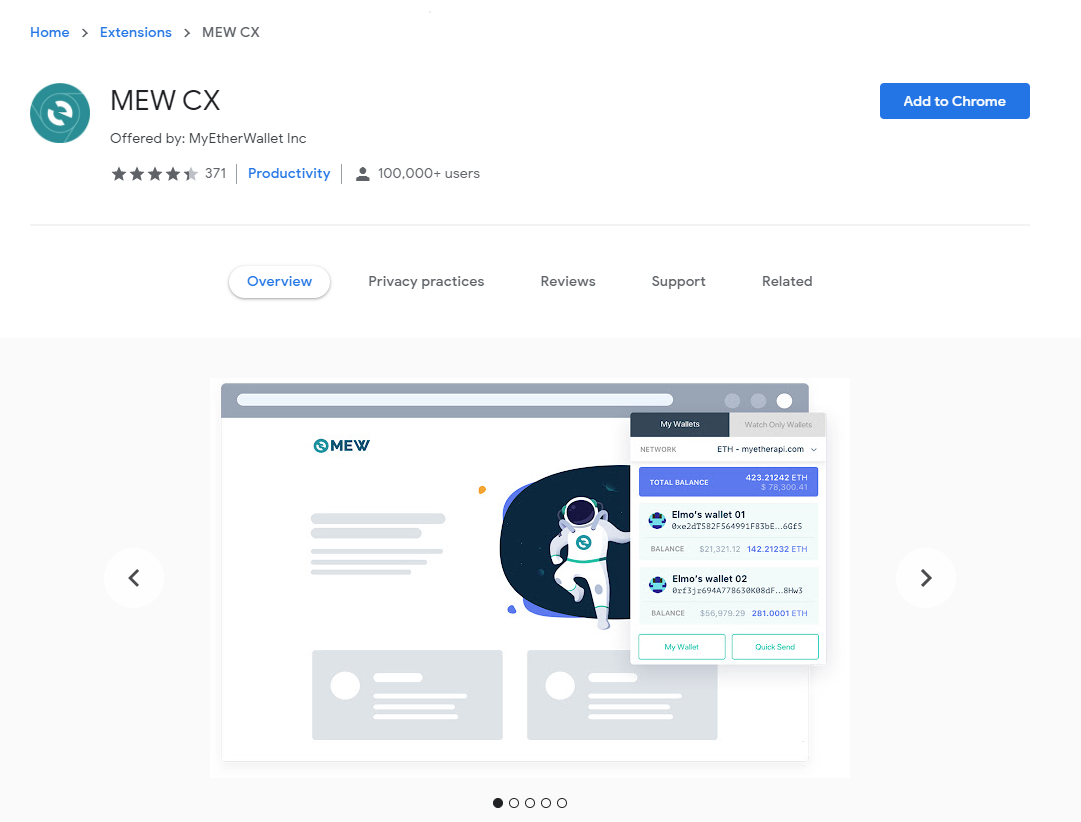 Home > Extensions > MEW CX
MEW CX
Add to Chrome
Offered by: MyEtherWallet Inc
371 Productivity 100,000+ users
Overview Privacy practices Reviews Support Related
MEW
My Wallets Watch Only Wallets
NETWORK ETH - myetherapi.com
TOTAL BALANCE 423.21242 ETH
$ 78,300.41
Elmo's wallet 01
0xe2dT582F564991F83bE...6Gf5
BALANCE $21,321.12 142.21232 ETH
Elmo's wallet 02
0rf3jr694A778630K08dF...8Hw3
BALANCE $56,979.29 281.0001 ETH
My Wallet Quick Send